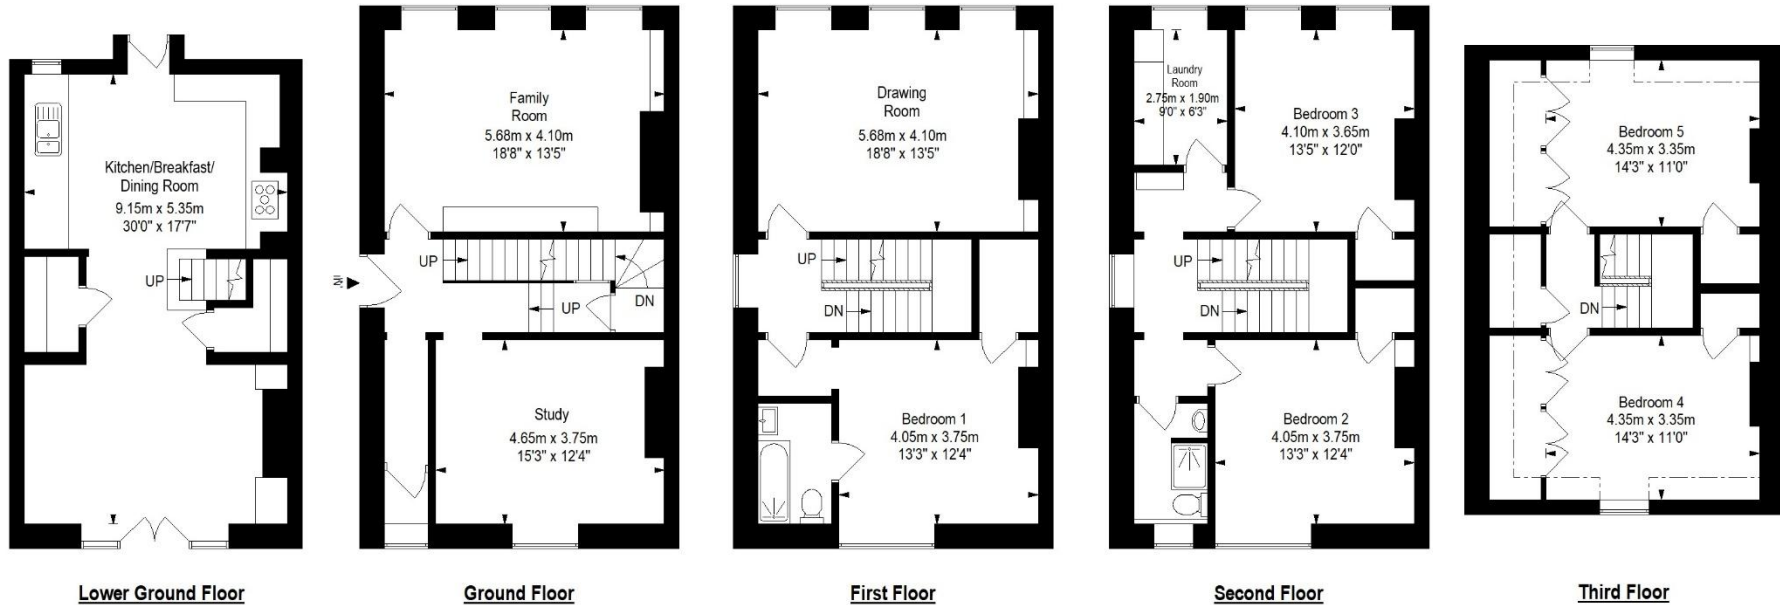 Kitchen/Breakfast/
Dining Room
9.15m x 5.35m
30'0" x 17'7"
UP
Lower Ground Floor
Family
Room
5.68m x 4.10m
18'8" x 13'5"
UP
IN
UP
DN
Study
4.65m x 3.75m
15'3" x 12'4"
Ground Floor
Drawing
Room
5.68m x 4.10m
18'8" x 13'5"
UP
DN
Bedroom 1
4.05m x 3.75m
13'3" x 12'4"
First Floor
Laundry
Room
2.75m x 1.90m
9'0" x 6'3"
Bedroom 3
4.10m x 3.65m
13'5" x 12'0"
UP
DN
Bedroom 2
4.05m x 3.75m
13'3" x 12'4"
Second Floor
Bedroom 5
4.35m x 3.35m
14'3" x 11'0"
DN
Bedroom 4
4.35m x 3.35m
14'3" x 11'0"
Third Floor